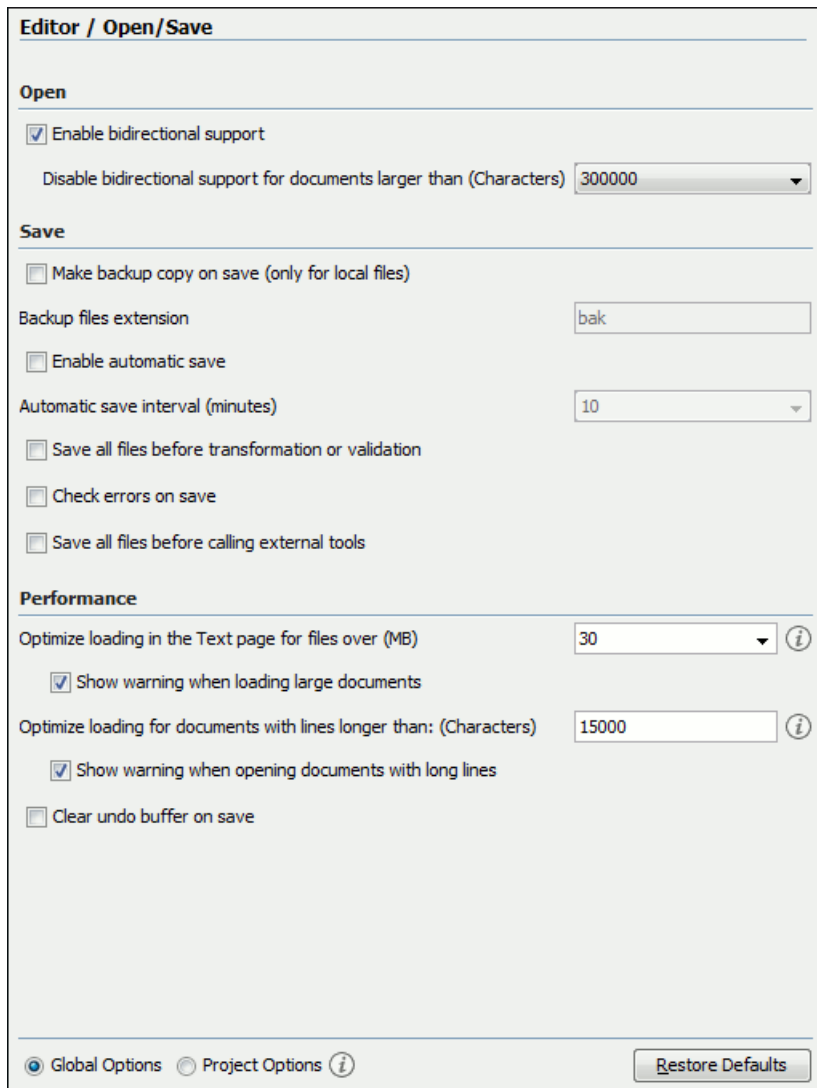 Editor / Open/Save
Open
Enable bidirectional support
Disable bidirectional support for documents larger than (Characters) 300000
Save
Make backup copy on save (only for local files)
Backup files extension bak
Enable automatic save
Automatic save interval (minutes) 10
Save all files before transformation or validation
Check errors on save
Save all files before calling external tools
Performance
Optimize loading in the Text page for files over (MB) 30
Show warning when loading large documents
Optimize loading for documents with lines longer than: (Characters) 15000
Show warning when opening documents with long lines
Clear undo buffer on save
Global Options Project Options Restore Defaults